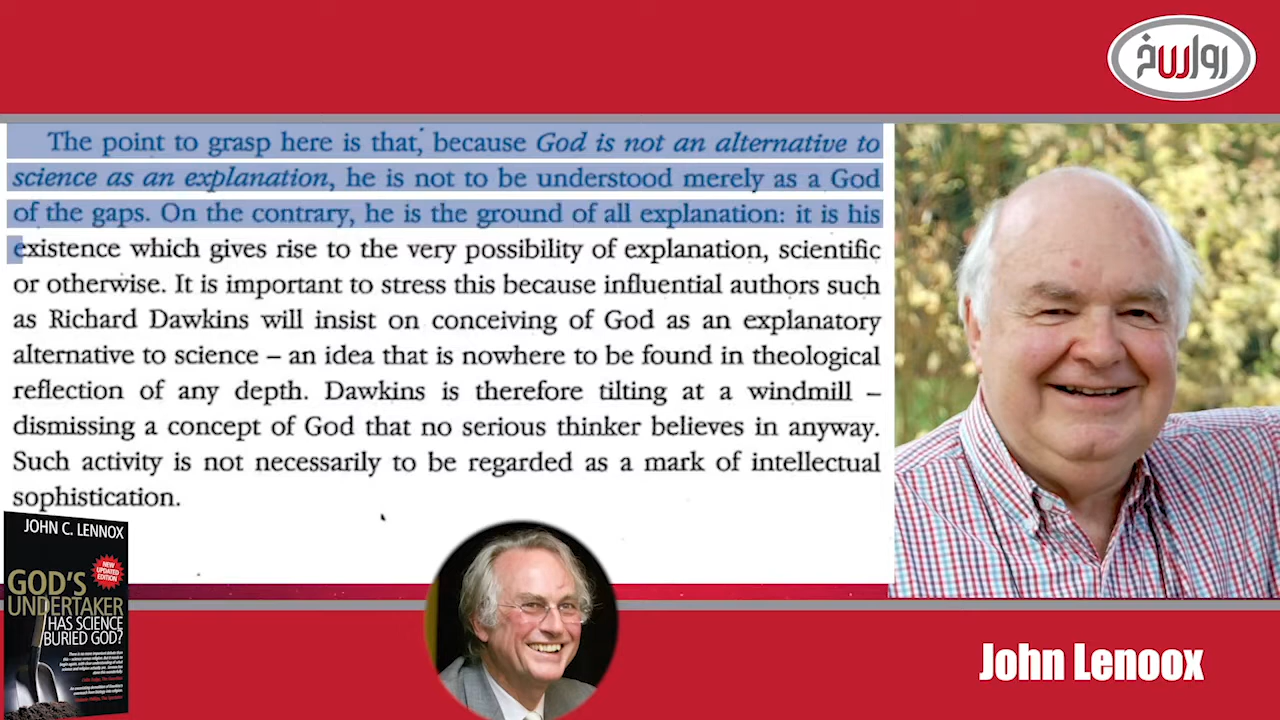 رواسخ
The point to grasp here is that, because God is not an alternative to
science as an explanation, he is not to be understood merely as a God
of the gaps. On the contrary, he is the ground of all explanation: it is his
existence which gives rise to the very possibility of explanation, scientific
or otherwise. It is important to stress this because influential authors such
as Richard Dawkins will insist on conceiving of God as an explanatory
alternative to science – an idea that is nowhere to be found in theological
reflection of any depth. Dawkins is therefore tilting at a windmill –
dismissing a concept of God that no serious thinker believes in anyway.
Such activity is not necessarily to be regarded as a mark of intellectual
sophistication.
JOHN C. LENNOX
NEW
UPDATED
EDITION
GOD'S
UNDERTAKER
HAS SCIENCE
BURIED GOD?
John Lenoox